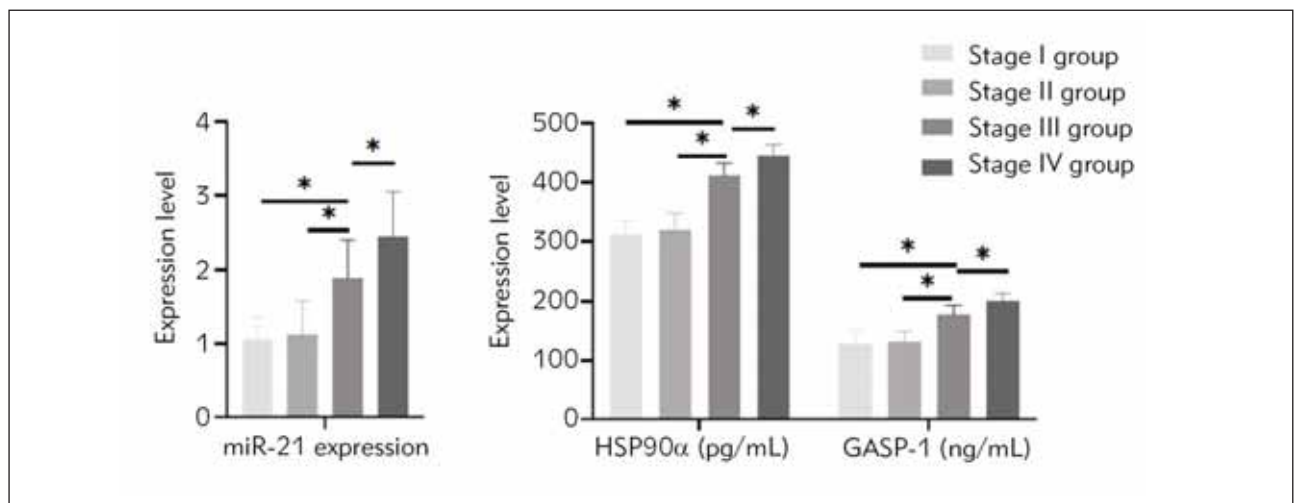 Stage I group
Stage II group
Stage III group
Stage IV group
Expression level
4
3
2
1
0
*
*
*
miR-21 expression
Expression level
500
400
300
200
100
0
*
*
*
*
*
*
HSP90α (pg/mL)
GASP-1 (ng/mL)